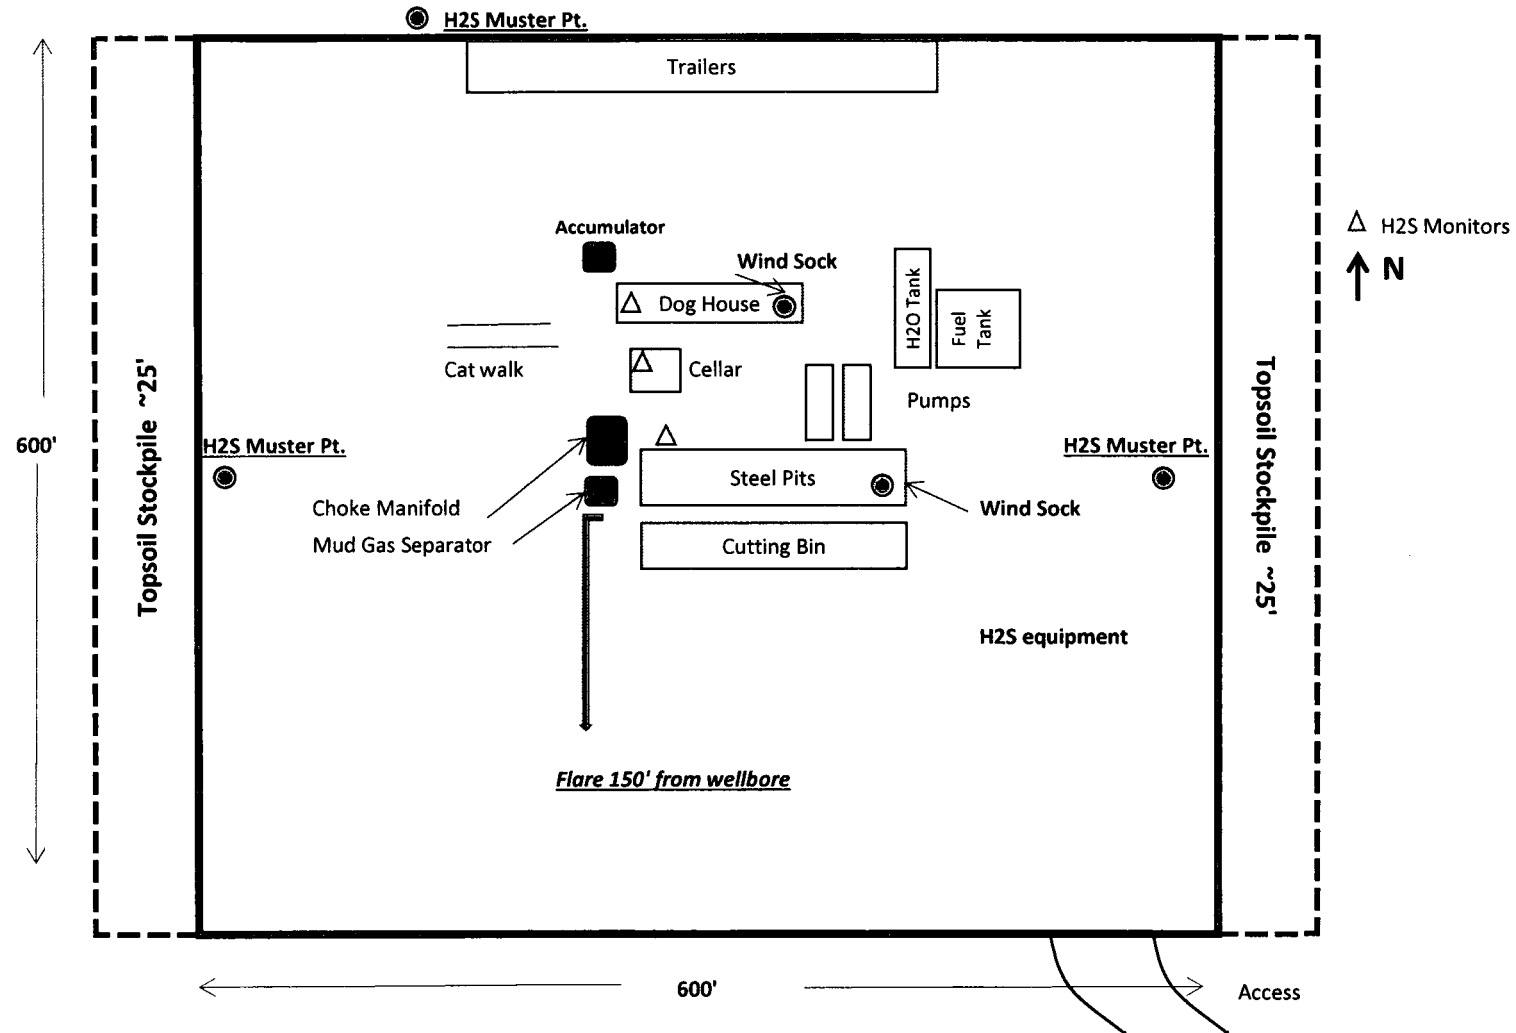 H2S Muster Pt.
Trailers
Accumulator
Wind Sock
H2S Monitors
N
Dog House
H2O Tank
Fuel
Tank
Cat walk
Cellar
Pumps
600'
Topsoil Stockpile ~25'
H2S Muster Pt.
H2S Muster Pt.
Topsoil Stockpile ~25'
Steel Pits
Choke Manifold
Wind Sock
Mud Gas Separator
Cutting Bin
H2S equipment
Flare 150' from wellbore
600'
Access